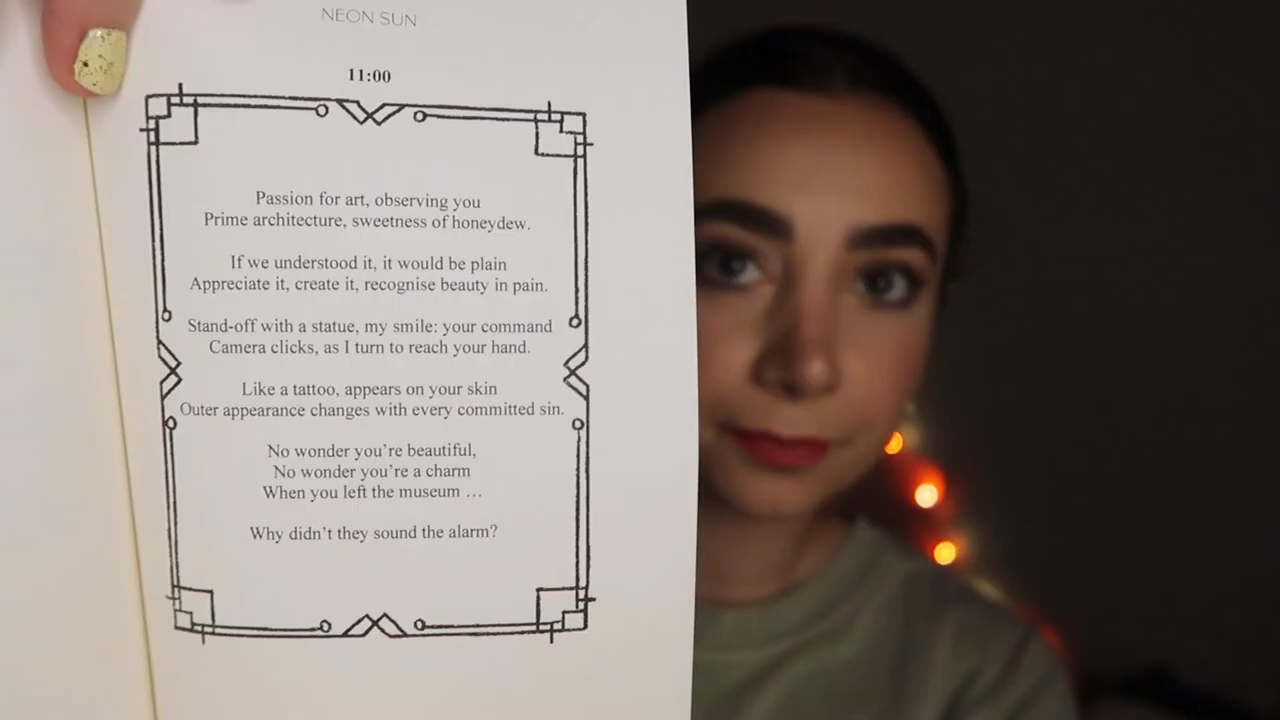 NEON SUN
11:00
Passion for art, observing you
Prime architecture, sweetness of honeydew.
If we understood it, it would be plain
Appreciate it, create it, recognise beauty in pain.
Stand-off with a statue, my smile: your command
Camera clicks, as I turn to reach your hand.
Like a tattoo, appears on your skin
Outer appearance changes with every committed sin.
No wonder you're beautiful,
No wonder you're a charm
When you left the museum …
Why didn't they sound the alarm?